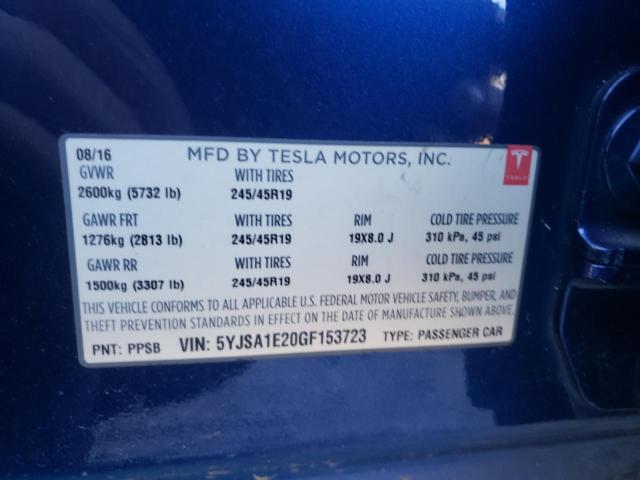 08/16 MFD BY TESLA MOTORS, INC.
GVWR WITH TIRES
2600kg (5732 lb) 245/45R19
GAWR FRT WITH TIRES RIM COLD TIRE PRESSURE
1276kg (2813 lb) 245/45R19 19X8.0 J 310 kPa, 45 psi
GAWR RR WITH TIRES RIM COLD TIRE PRESSURE
1500kg (3307 lb) 245/45R19 19X8.0 J 310 kPa, 45 psi
THIS VEHICLE CONFORMS TO ALL APPLICABLE U.S. FEDERAL MOTOR VEHICLE SAFETY, BUMPER, AND
THEFT PREVENTION STANDARDS IN EFFECT ON THE DATE OF MANUFACTURE SHOWN ABOVE.
PNT: PPSB VIN: 5YJSA1E20GF153723 TYPE: PASSENGER CAR
TESLA